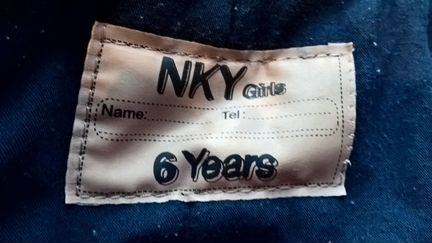 NKY Girls
Name: Tel:
6 Years